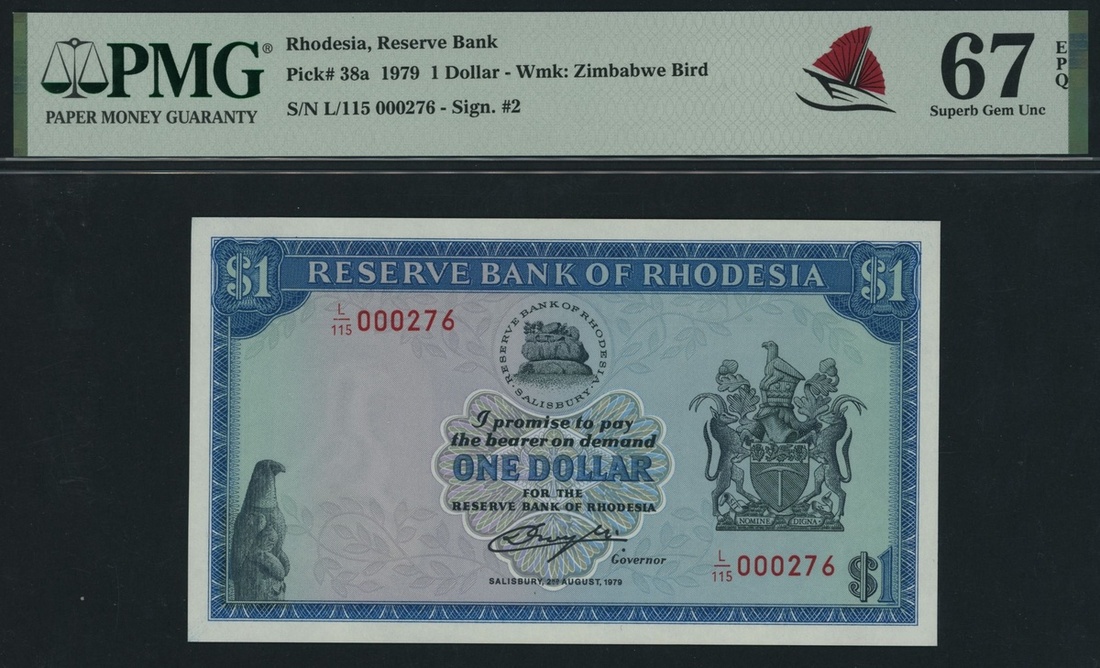 PMG®
PAPER MONEY GUARANTY
Rhodesia, Reserve Bank
Pick# 38a 1979 1 Dollar - Wmk: Zimbabwe Bird
S/N L/115 000276 - Sign. #2
67
EPQ
Superb Gem Unc
$1
RESERVE BANK OF RHODESIA
$1
L/115 000276
RESERVE BANK OF RHODESIA
· SALISBURY ·
I promise to pay
the bearer on demand
ONE DOLLAR
FOR THE
RESERVE BANK OF RHODESIA
Governor
SALISBURY, 2ND AUGUST, 1979
NOMINE DIGNA
L/115 000276
$1